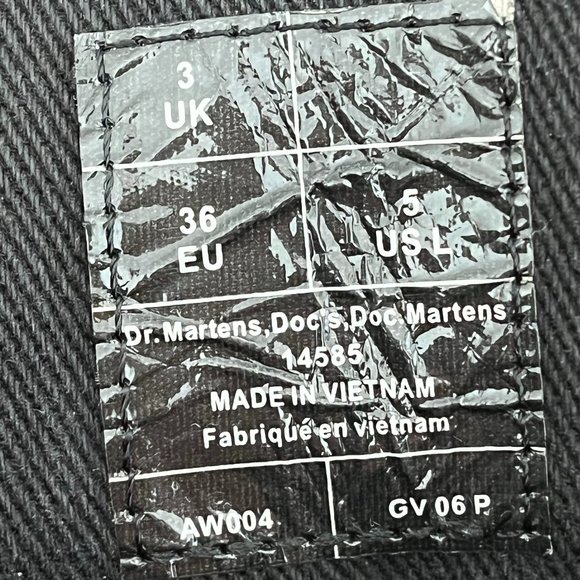 3
UK
36
EU
5
US L
Dr.Martens,Doc's,Doc.Martens
14585
MADE IN VIETNAM
Fabriqué en vietnam
AW004
GV 06 P